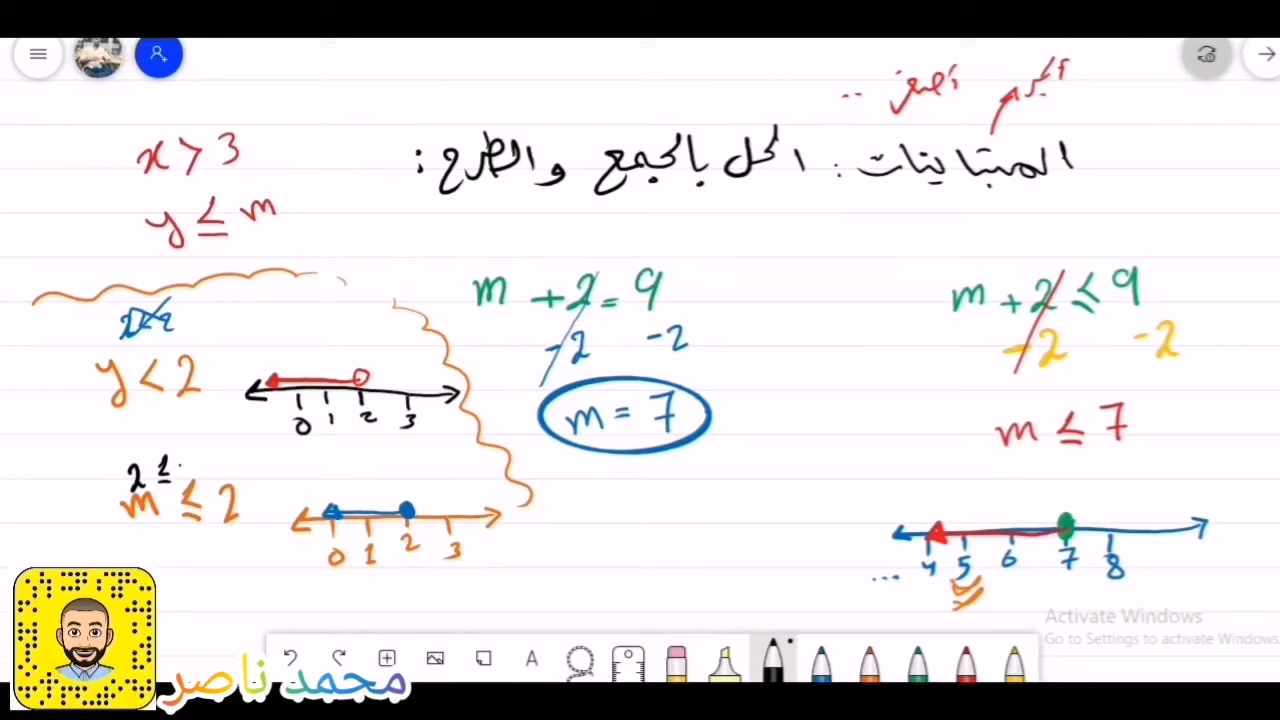 أكبر
أصغر ..
المتباينات : الحل بالجمع والطرح :
x > 3
y ≤ m
m + 2 = 9
-2 -2
m = 7
m + 2 ≤ 9
-2 -2
m ≤ 7
... 4 5 6 7 8
y < 2
0 1 2 3
m ≤ 2
0 1 2 3
A
Activate Windows
Go to Settings to activate Windows
محمد ناصر